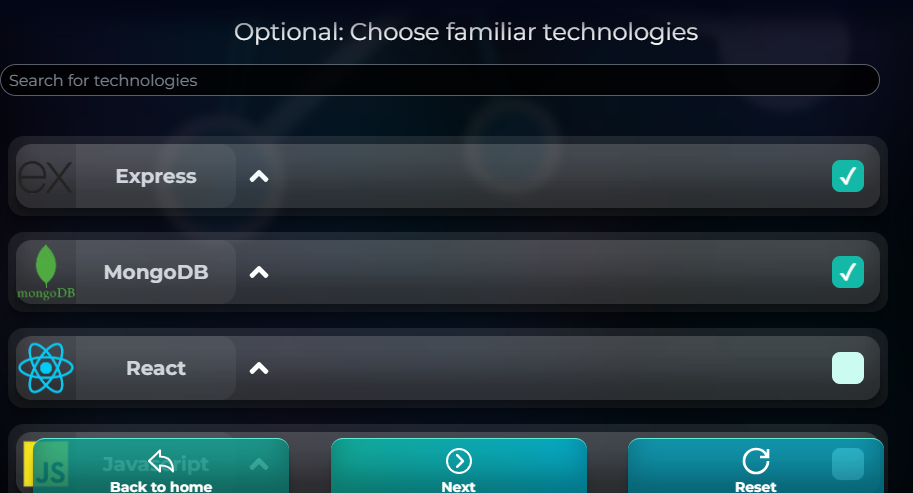 Optional: Choose familiar technologies
Search for technologies
ex Express
mongoDB MongoDB
React
JS JavaScript
Back to home Next Reset